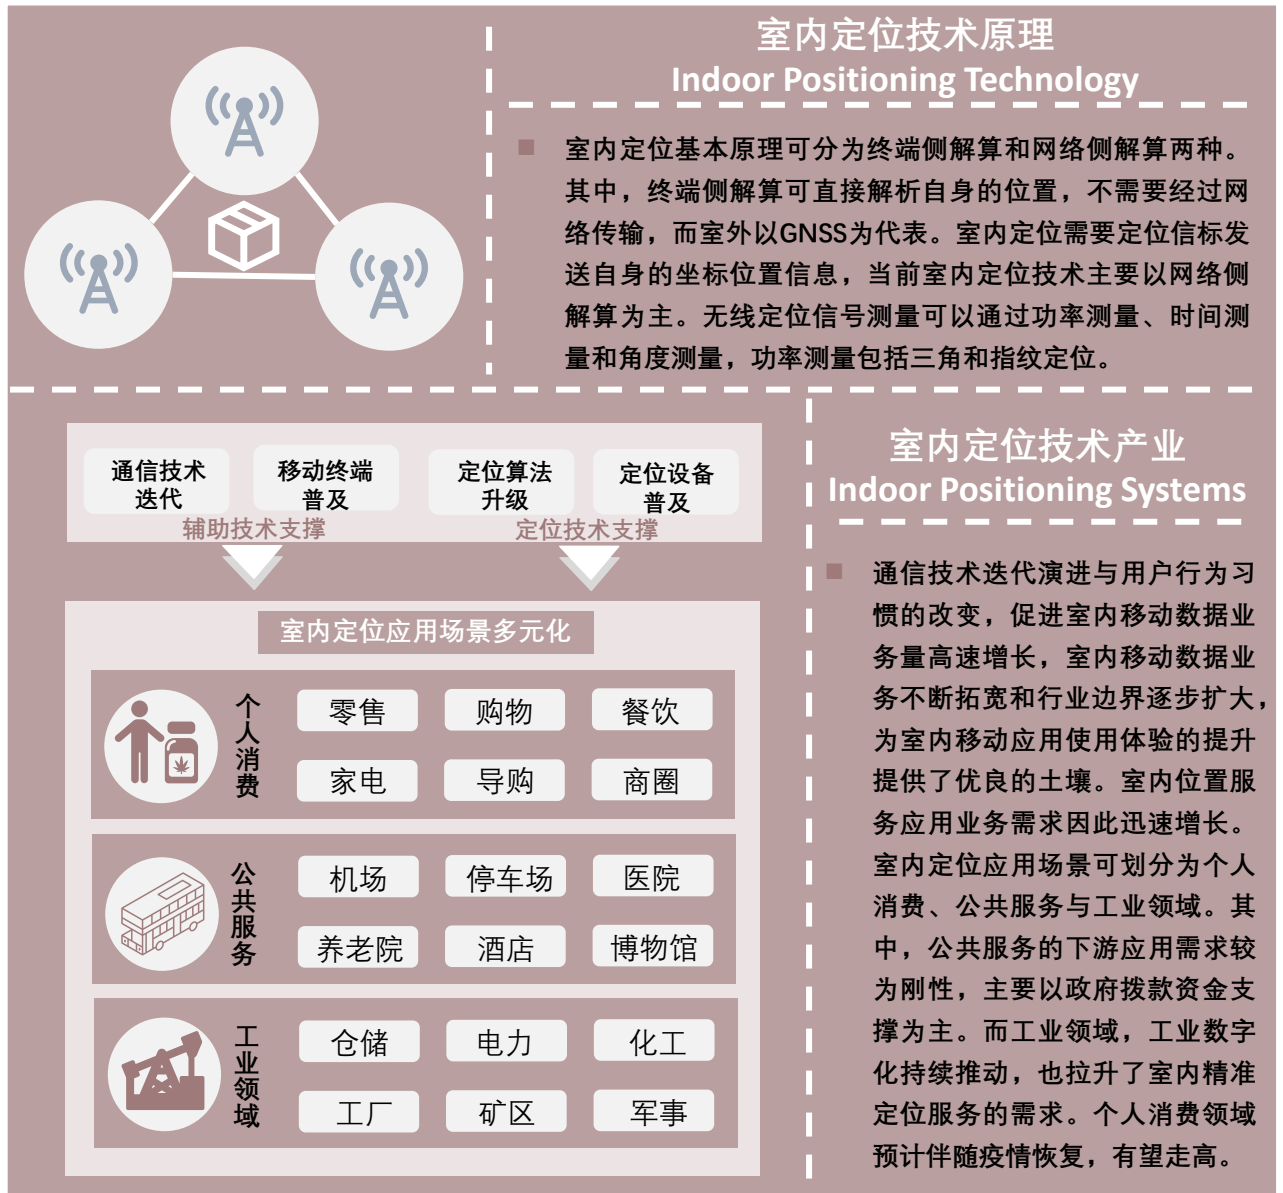 室内定位技术原理
Indoor Positioning Technology
室内定位基本原理可分为终端侧解算和网络侧解算两种。
其中，终端侧解算可直接解析自身的位置，不需要经过网
络传输，而室外以GNSS为代表。室内定位需要定位信标发
送自身的坐标位置信息，当前室内定位技术主要以网络侧
解算为主。无线定位信号测量可以通过功率测量、时间测
量和角度测量，功率测量包括三角和指纹定位。
通信技术
迭代
移动终端
普及
定位算法
升级
定位设备
普及
辅助技术支撑
定位技术支撑
室内定位应用场景多元化
个人消费
零售
购物
餐饮
家电
导购
商圈
公共服务
机场
停车场
医院
养老院
酒店
博物馆
工业领域
仓储
电力
化工
工厂
矿区
军事
室内定位技术产业
Indoor Positioning Systems
通信技术迭代演进与用户行为习
惯的改变，促进室内移动数据业
务量高速增长，室内移动数据业
务不断拓宽和行业边界逐步扩大，
为室内移动应用使用体验的提升
提供了优良的土壤。室内位置服
务应用业务需求因此迅速增长。
室内定位应用场景可划分为个人
消费、公共服务与工业领域。其
中，公共服务的下游应用需求较
为刚性，主要以政府拨款资金支
撑为主。而工业领域，工业数字
化持续推动，也拉升了室内精准
定位服务的需求。个人消费领域
预计伴随疫情恢复，有望走高。